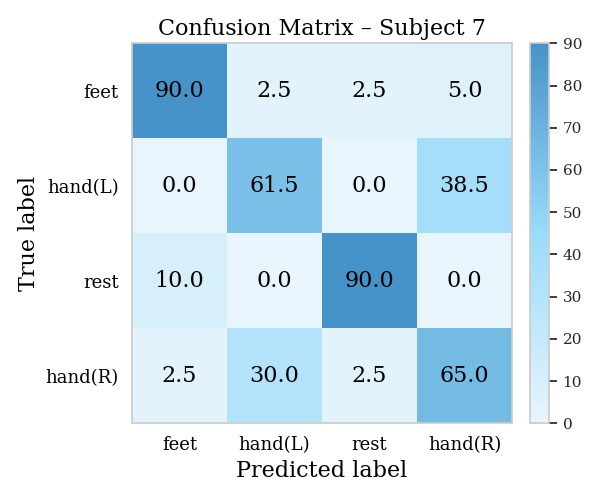 Confusion Matrix – Subject 7
feet 90.0 2.5 2.5 5.0
hand(L) 0.0 61.5 0.0 38.5
rest 10.0 0.0 90.0 0.0
hand(R) 2.5 30.0 2.5 65.0
feet hand(L) rest hand(R)
Predicted label
True label
90
80
70
60
50
40
30
20
10
0